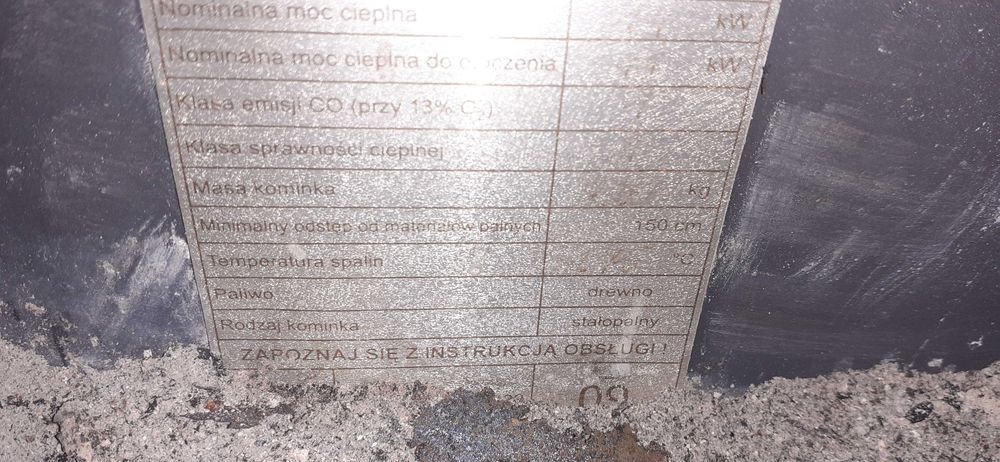 Nominalna moc cieplna kW
Nominalna moc cieplna do kW
Klasa emisji CO (przy 13%
Klasa sprawności cieplnej
Masa kominka kg
Minimalny odstęp od materiałów palnych 150 cm
Temperatura spalin °C
Paliwo drewno
Rodzaj kominka stałopalny
ZAPOZNAJ SIĘ Z INSTRUKCJĄ OBSŁUGI !
09